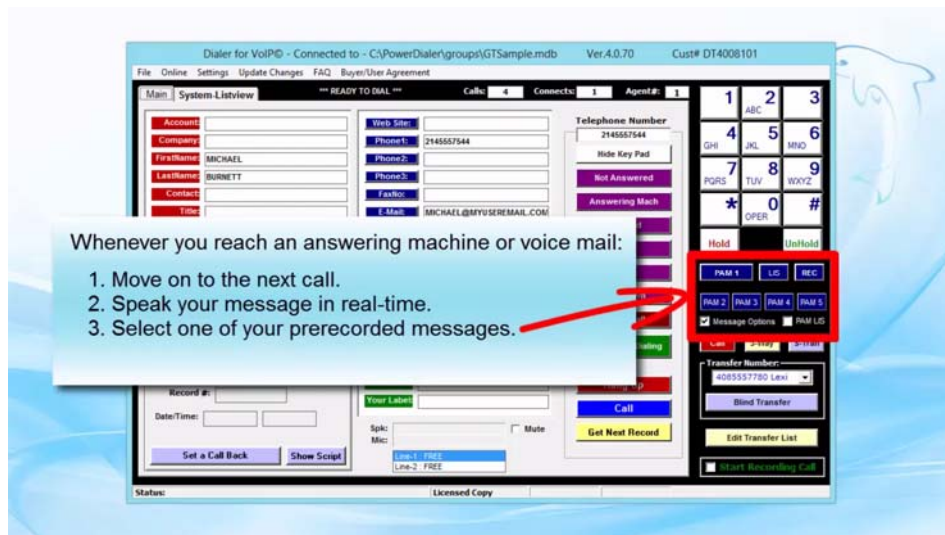 Dialer for VoIP© - Connected to - C:\PowerDialer\groups\GTSample.mdb Ver.4.0.70 Cust# DT4008101
File Online Settings Update Changes FAQ Buyer/User Agreement
Main System-Listview *** READY TO DIAL *** Calls: 4 Connects: 1 Agent#: 1
Account:
Company:
FirstName: MICHAEL
LastName: BURNETT
Contact:
Title:
Web Site:
Phone1: 2145557544
Phone2:
Phone3:
FaxNo:
E-Mail: MICHAEL@MYUSEREMAIL.COM
Telephone Number
2145557544
Hide Key Pad
Not Answered
Answering Mach
1 2 ABC 3
GHI 4 JKL 5 MNO 6
PQRS 7 TUV 8 WXYZ 9
* OPER 0 #
Hold UnHold
Whenever you reach an answering machine or voice mail:
1. Move on to the next call.
2. Speak your message in real-time.
3. Select one of your prerecorded messages.
PAM 1 LIS REC
PAM 2 PAM 3 PAM 4 PAM 5
Message Options PAM LIS
Call 3-Way 3-Tran
Dialing
Transfer Number:
4085557780 Lexi
Blind Transfer
Edit Transfer List
Start Recording Call
Record #:
Date/Time:
Set a Call Back Show Script
Your Label:
Spk: Mute
Mic:
Line-1 : FREE
Line-2 : FREE
Hang Up
Call
Get Next Record
Status: Licensed Copy